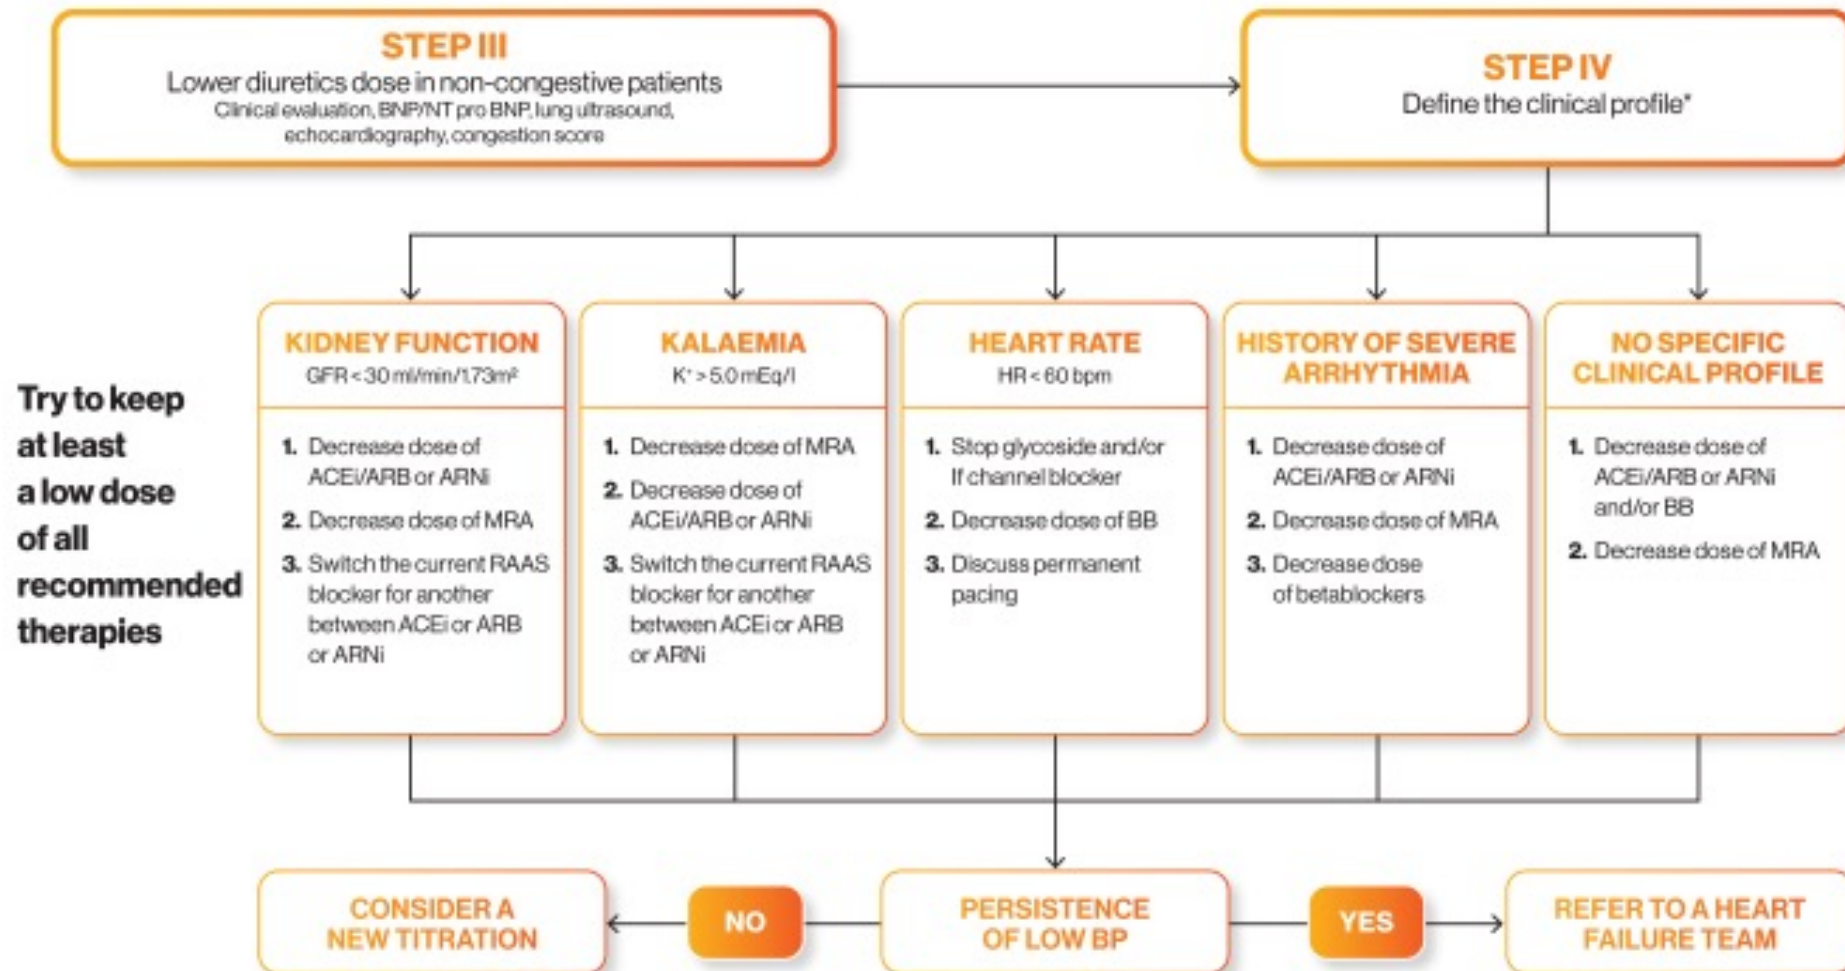 STEP III
Lower diuretics dose in non-congestive patients
Clinical evaluation, BNP/NT pro BNP, lung ultrasound,
echocardiography, congestion score
STEP IV
Define the clinical profile*
Try to keep
at least
a low dose
of all
recommended
therapies
KIDNEY FUNCTION
GFR < 30 ml/min/1.73m²
1. Decrease dose of
ACEi/ARB or ARNi
2. Decrease dose of MRA
3. Switch the current RAAS
blocker for another
between ACEi or ARB
or ARNi
KALAEMIA
K⁺ > 5.0 mEq/l
1. Decrease dose of MRA
2. Decrease dose of
ACEi/ARB or ARNi
3. Switch the current RAAS
blocker for another
between ACEi or ARB
or ARNi
HEART RATE
HR < 60 bpm
1. Stop glycoside and/or
If channel blocker
2. Decrease dose of BB
3. Discuss permanent
pacing
HISTORY OF SEVERE
ARRHYTHMIA
1. Decrease dose of
ACEi/ARB or ARNi
2. Decrease dose of MRA
3. Decrease dose
of betablockers
NO SPECIFIC
CLINICAL PROFILE
1. Decrease dose of
ACEi/ARB or ARNi
and/or BB
2. Decrease dose of MRA
CONSIDER A
NEW TITRATION
NO
PERSISTENCE
OF LOW BP
YES
REFER TO A HEART
FAILURE TEAM